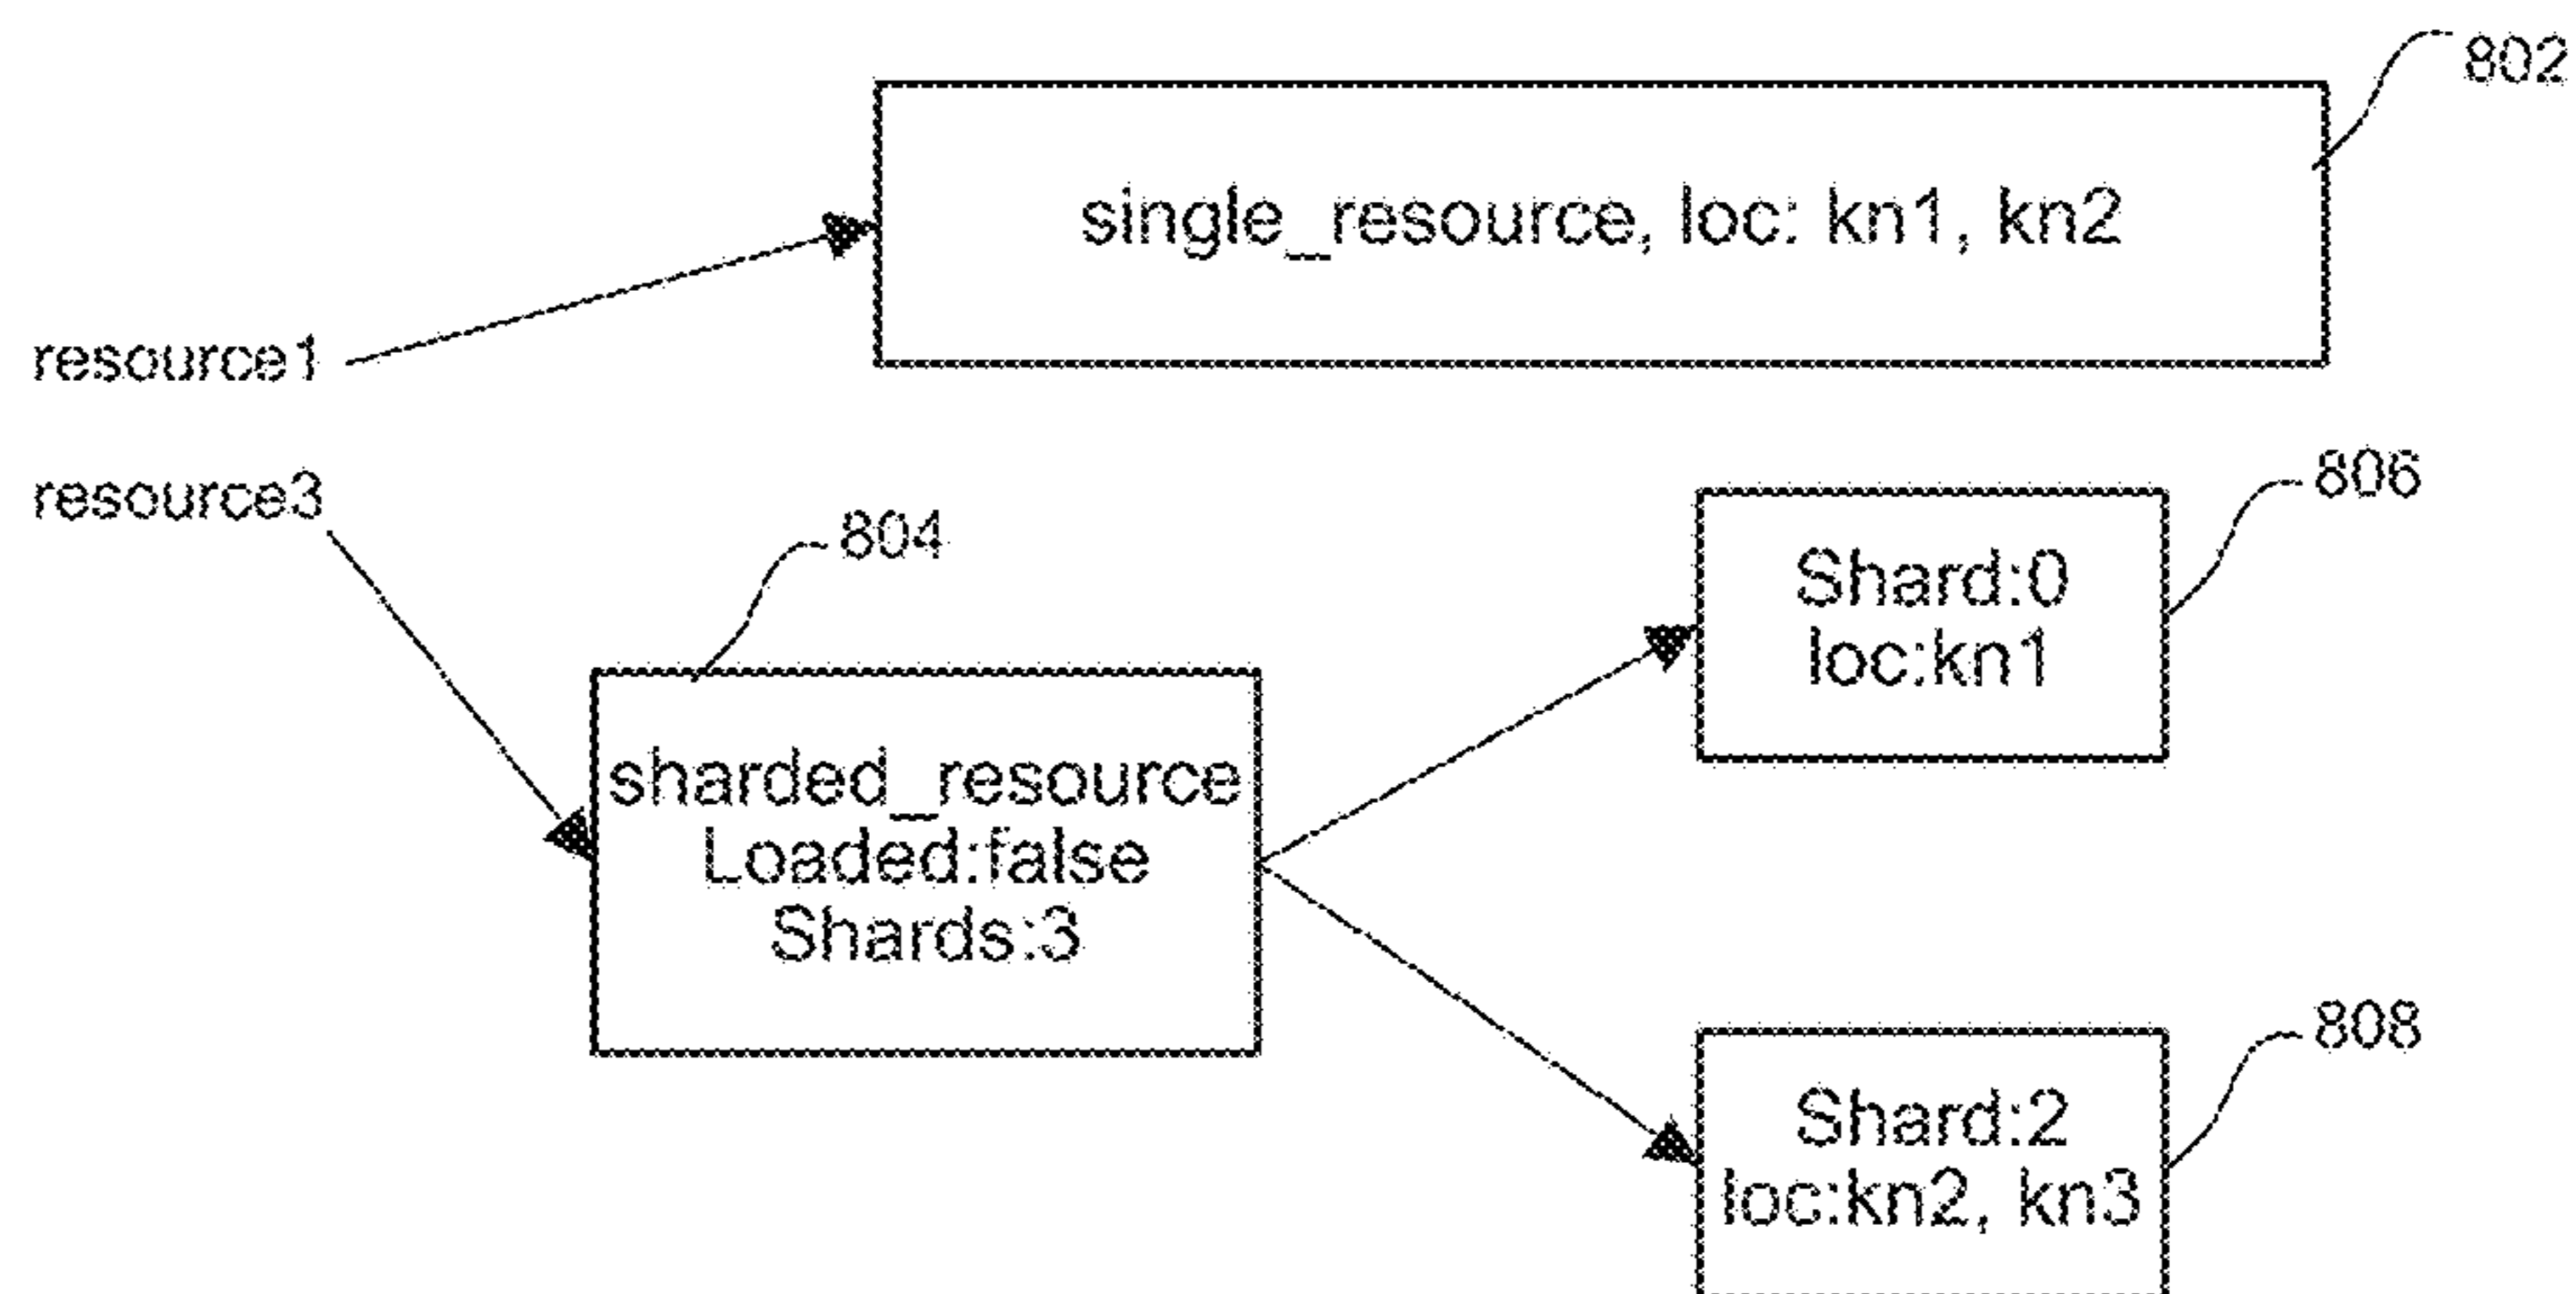 802
single_resource, loc: kn1, kn2
resource1
resource3
804
806
Shard:0
loc:kn1
sharded_resource
Loaded:false
Shards:3
808
Shard:2
loc:kn2, kn3